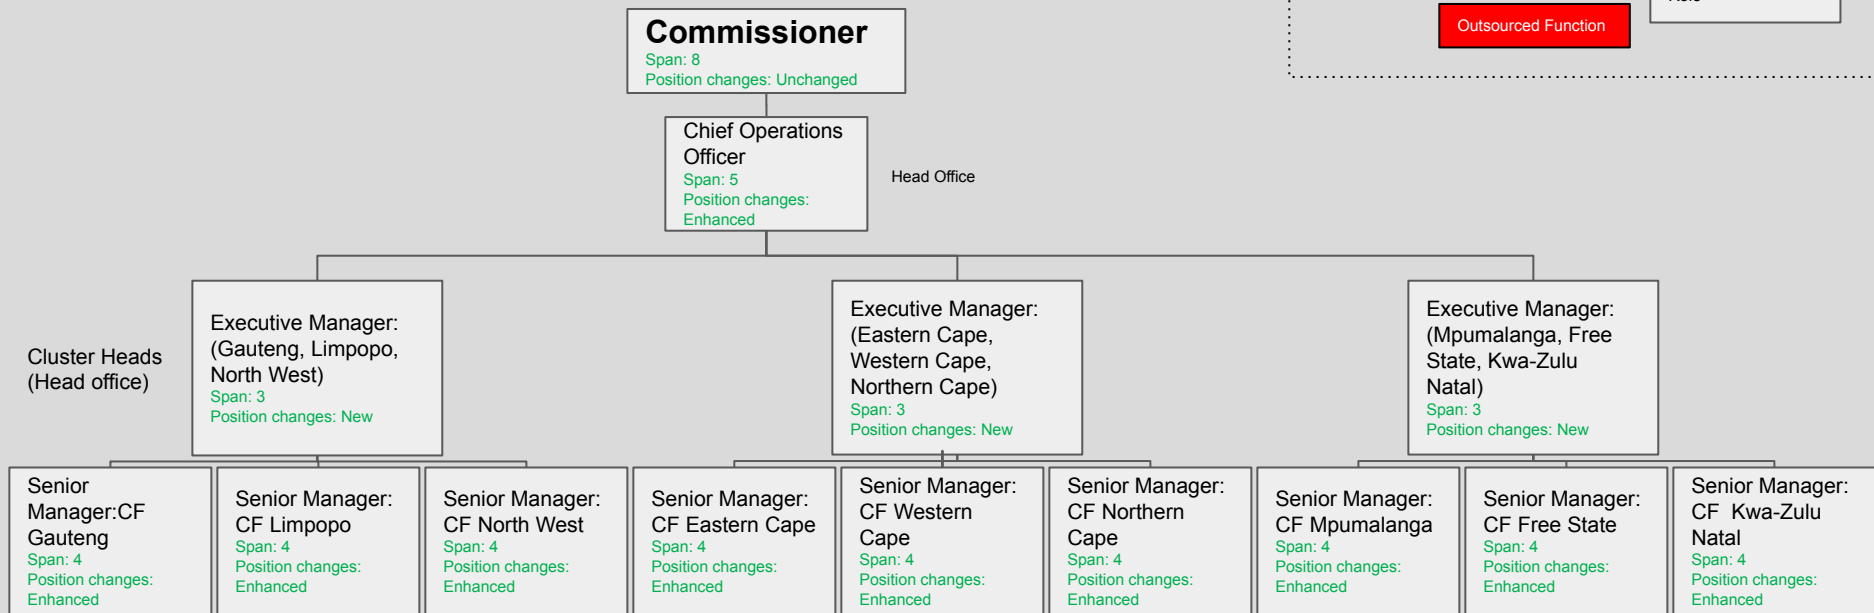 Commissioner
Span: 8
Position changes: Unchanged
Outsourced Function
Chief Operations
Officer
Span: 5
Position changes:
Enhanced
Head Office
Cluster Heads
(Head office)
Executive Manager:
(Gauteng, Limpopo,
North West)
Span: 3
Position changes: New
Executive Manager:
(Eastern Cape,
Western Cape,
Northern Cape)
Span: 3
Position changes: New
Executive Manager:
(Mpumalanga, Free
State, Kwa-Zulu
Natal)
Span: 3
Position changes: New
Senior
Manager:CF
Gauteng
Span: 4
Position changes:
Enhanced
Senior Manager:
CF Limpopo
Span: 4
Position changes:
Enhanced
Senior Manager:
CF North West
Span: 4
Position changes:
Enhanced
Senior Manager:
CF Eastern Cape
Span: 4
Position changes:
Enhanced
Senior Manager:
CF Western
Cape
Span: 4
Position changes:
Enhanced
Senior Manager:
CF Northern
Cape
Span: 4
Position changes:
Enhanced
Senior Manager:
CF Mpumalanga
Span: 4
Position changes:
Enhanced
Senior Manager:
CF Free State
Span: 4
Position changes:
Enhanced
Senior Manager:
CF  Kwa-Zulu
Natal
Span: 4
Position changes:
Enhanced